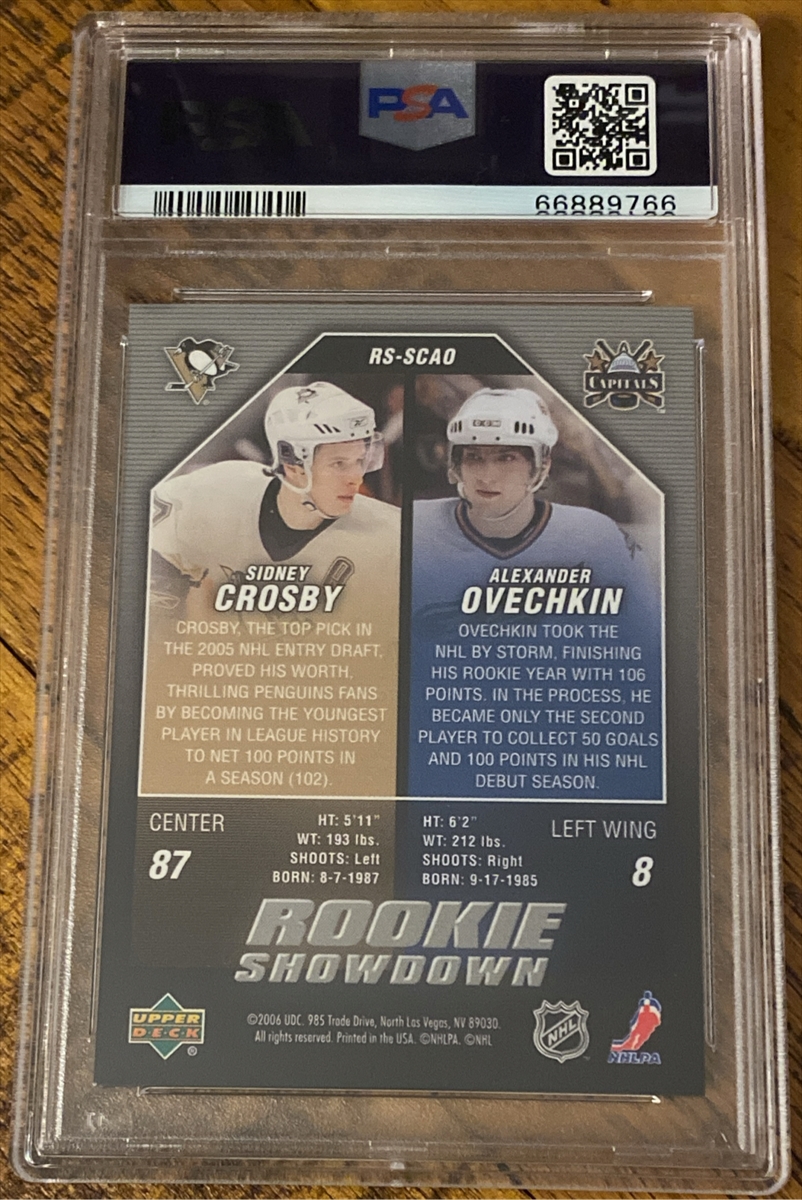 PSA
66889766
RS-SCAO
CAPITALS
CCM
SIDNEY
CROSBY
CROSBY, THE TOP PICK IN
THE 2005 NHL ENTRY DRAFT,
PROVED HIS WORTH,
THRILLING PENGUINS FANS
BY BECOMING THE YOUNGEST
PLAYER IN LEAGUE HISTORY
TO NET 100 POINTS IN
A SEASON (102).
ALEXANDER
OVECHKIN
OVECHKIN TOOK THE
NHL BY STORM, FINISHING
HIS ROOKIE YEAR WITH 106
POINTS. IN THE PROCESS, HE
BECAME ONLY THE SECOND
PLAYER TO COLLECT 50 GOALS
AND 100 POINTS IN HIS NHL
DEBUT SEASON.
CENTER
87
HT: 5'11"
WT: 193 lbs.
SHOOTS: Left
BORN: 8-7-1987
HT: 6'2"
WT: 212 lbs.
SHOOTS: Right
BORN: 9-17-1985
LEFT WING
8
ROOKIE
SHOWDOWN
UPPER
DECK
©2006 UDC. 985 Trade Drive, North Las Vegas, NV 89030.
All rights reserved. Printed in the USA. ©NHLPA. ©NHL
NHL
NHLPA